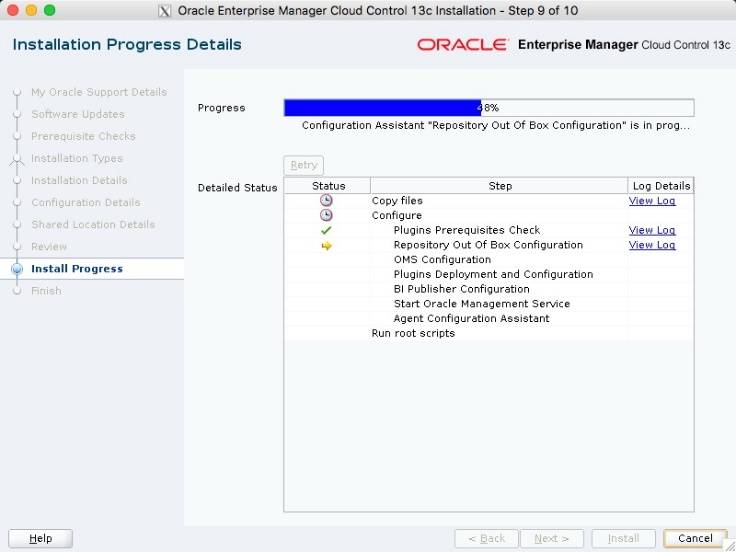 Oracle Enterprise Manager Cloud Control 13c Installation - Step 9 of 10
Installation Progress Details
ORACLE Enterprise Manager Cloud Control 13c
My Oracle Support Details
Software Updates
Prerequisite Checks
Installation Types
Installation Details
Configuration Details
Shared Location Details
Review
Install Progress
Finish
Progress
48%
Configuration Assistant "Repository Out Of Box Configuration" is in prog...
Retry
Detailed Status
Status Step Log Details
Copy files View Log
Configure
Plugins Prerequisites Check View Log
Repository Out Of Box Configuration View Log
OMS Configuration
Plugins Deployment and Configuration
BI Publisher Configuration
Start Oracle Management Service
Agent Configuration Assistant
Run root scripts
Help
< Back
Next >
Install
Cancel